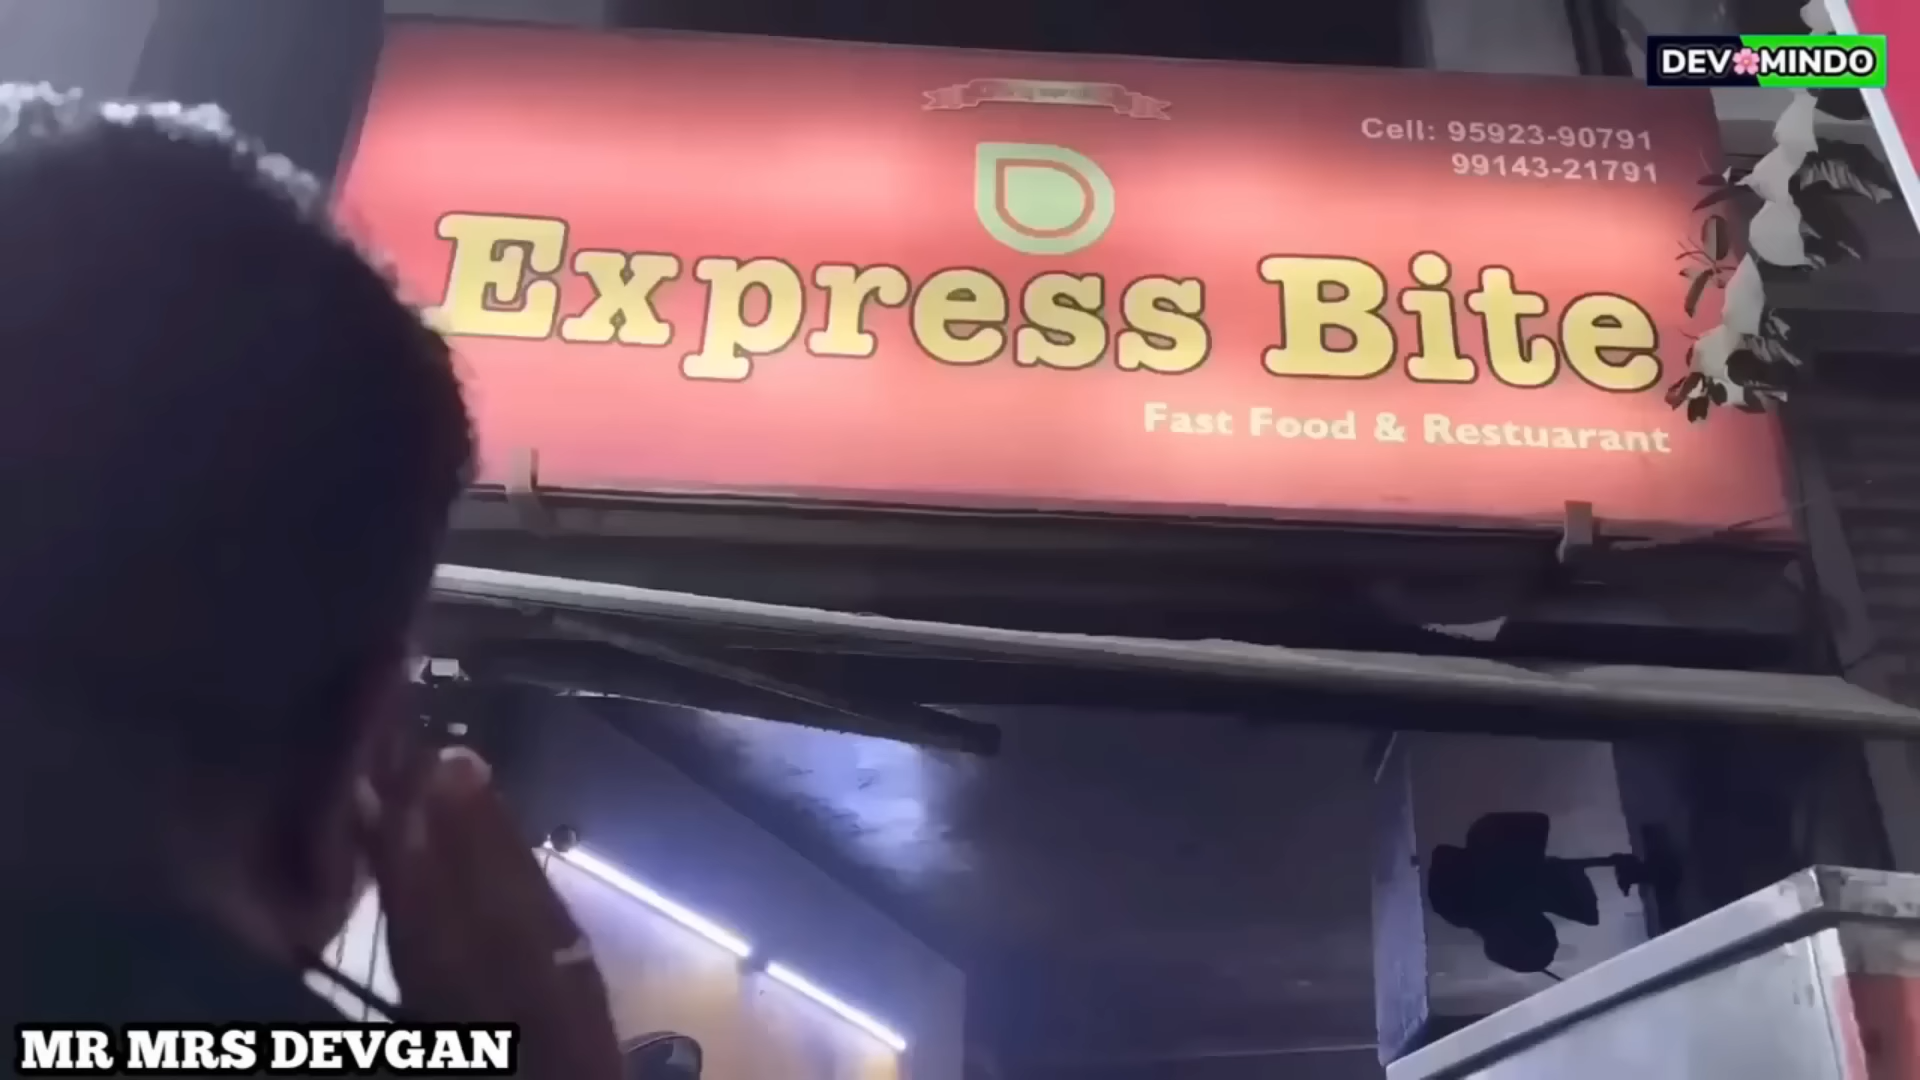 DEV🌸MINDO
Cell: 95923-90791
99143-21791
Express Bite
Fast Food & Restuarant
MR MRS DEVGAN